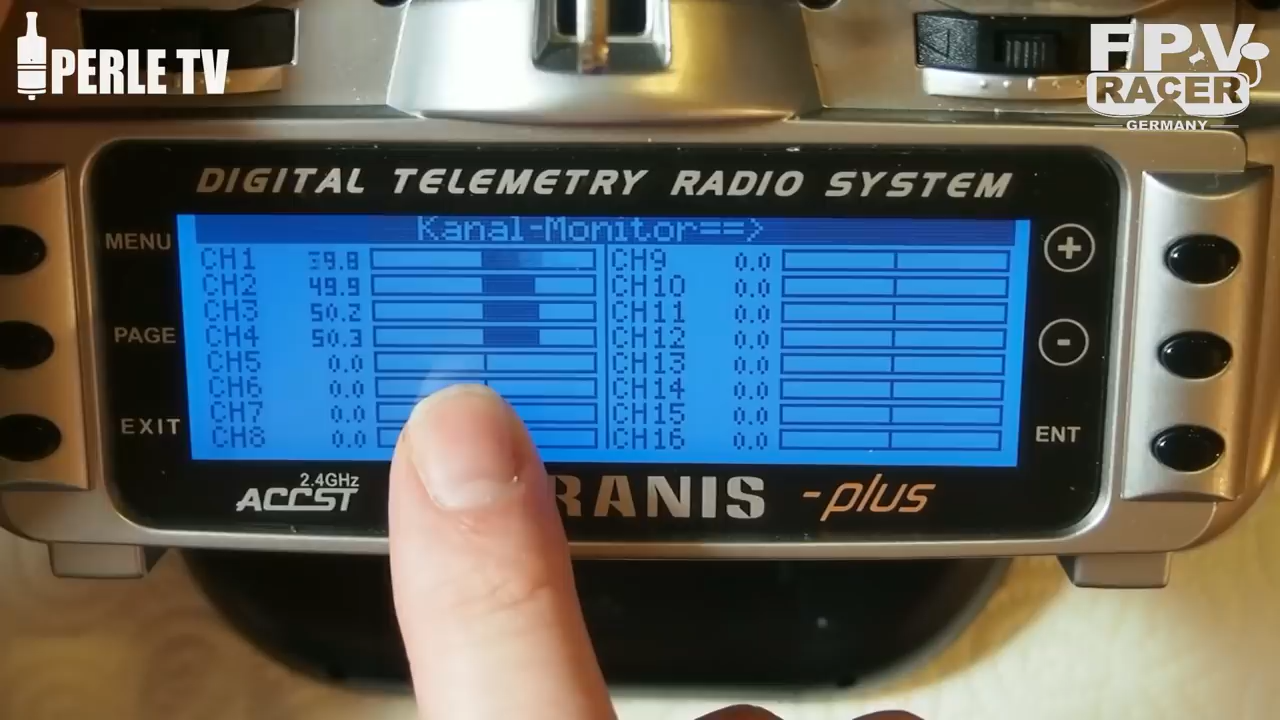 PERLE TV
FPV
RACER
GERMANY
DIGITAL TELEMETRY RADIO SYSTEM
MENU
PAGE
EXIT
Kanal-Monitor==>
CH1 39.8 CH9 0.0
CH2 49.9 CH10 0.0
CH3 50.2 CH11 0.0
CH4 50.3 CH12 0.0
CH5 0.0 CH13 0.0
CH6 0.0 CH14 0.0
CH7 0.0 CH15 0.0
CH8 0.0 CH16 0.0
+
-
ENT
2.4GHz
ACCST
RANIS -plus